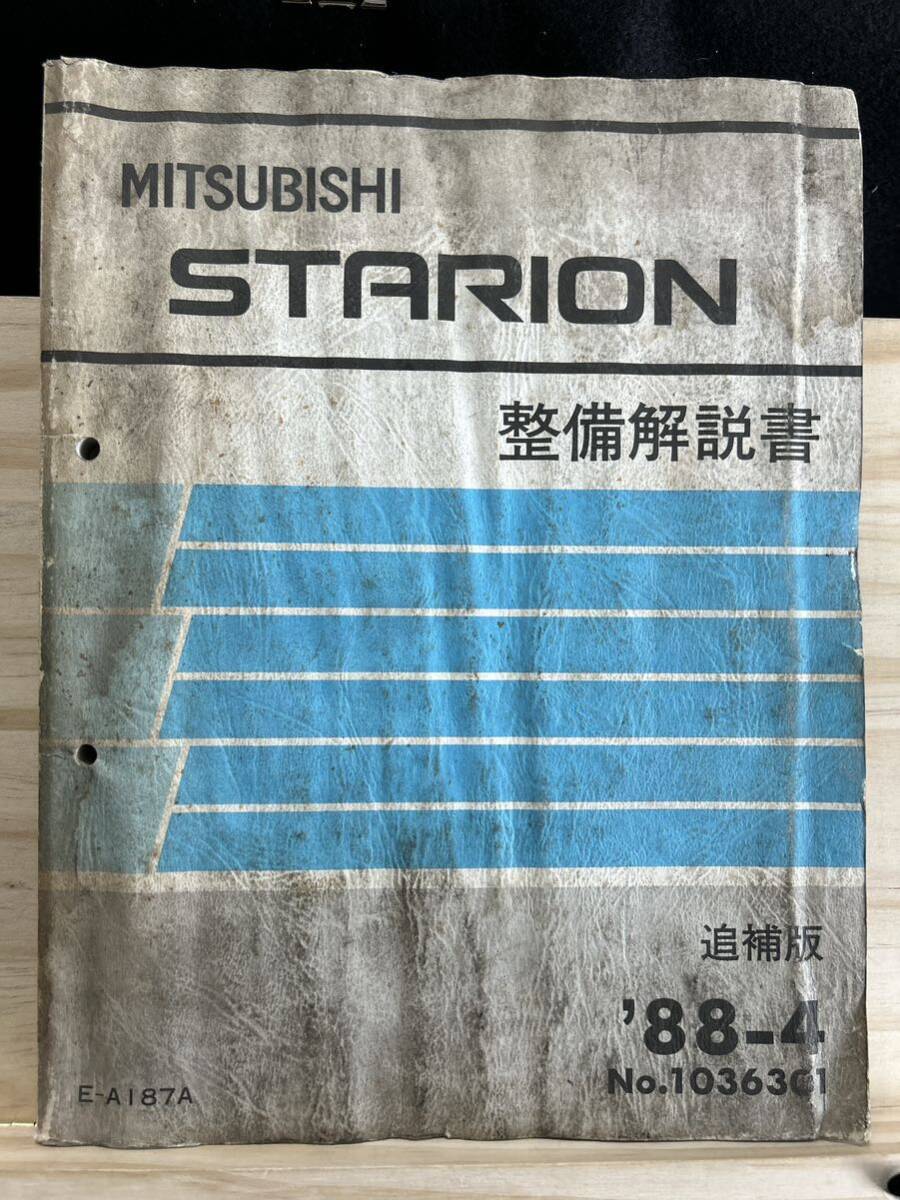 MITSUBISHI
STARION
整備解説書
追補版
'88-4
No.1036301
E-A187A